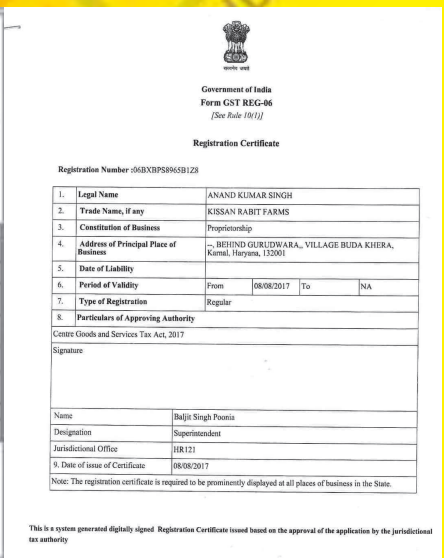 सत्यमेव जयते
Government of India
Form GST REG-06
[See Rule 10(1)]
Registration Certificate
Registration Number :06BXBPS8965B1Z8
1. Legal Name ANAND KUMAR SINGH
2. Trade Name, if any KISSAN RABIT FARMS
3. Constitution of Business Proprietorship
4. Address of Principal Place of Business --, BEHIND GURUDWARA,, VILLAGE BUDA KHERA,
Karnal, Haryana, 132001
5. Date of Liability
6. Period of Validity From 08/08/2017 To NA
7. Type of Registration Regular
8. Particulars of Approving Authority
Centre Goods and Services Tax Act, 2017
Signature
Name Baljit Singh Poonia
Designation Superintendent
Jurisdictional Office HR121
9. Date of issue of Certificate 08/08/2017
Note: The registration certificate is required to be prominently displayed at all places of business in the State.
This is a system generated digitally signed Registration Certificate issued based on the approval of the application by the jurisdictional
tax authority